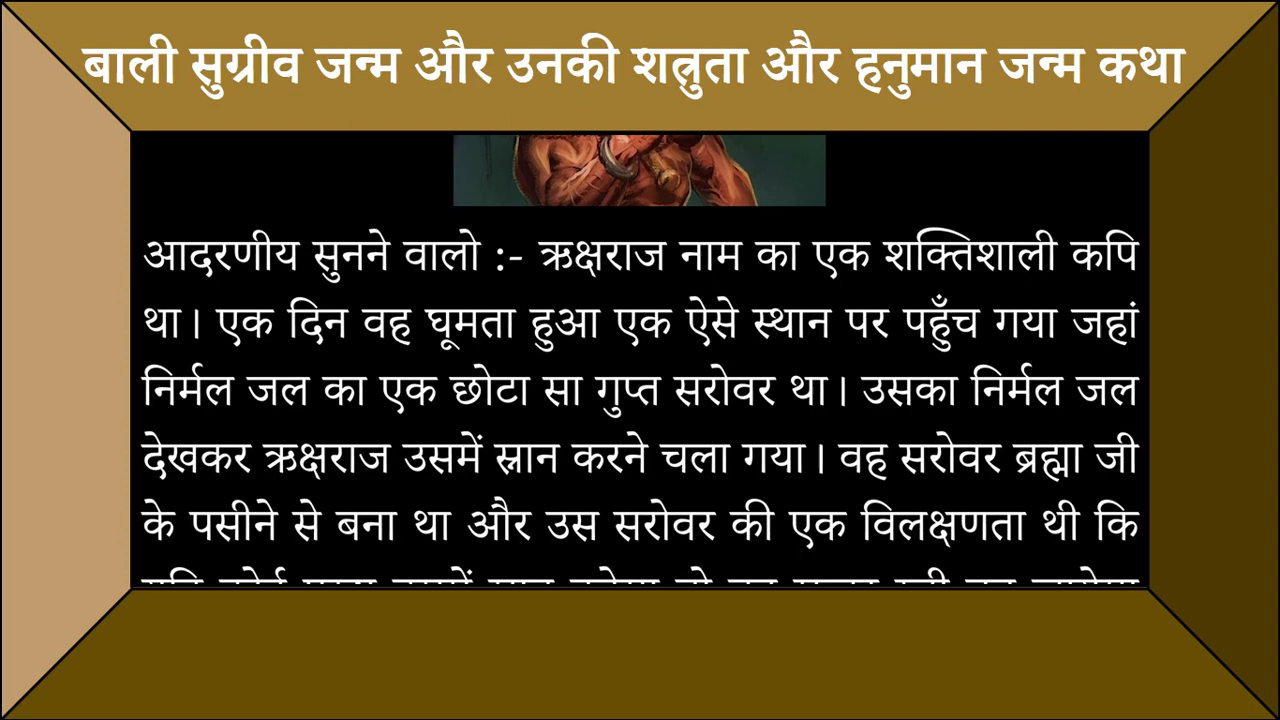 बाली सुग्रीव जन्म और उनकी शत्रुता और हनुमान जन्म कथा
आदरणीय सुनने वालो :- ऋक्षराज नाम का एक शक्तिशाली कपि
था। एक दिन वह घूमता हुआ एक ऐसे स्थान पर पहुँच गया जहां
निर्मल जल का एक छोटा सा गुप्त सरोवर था। उसका निर्मल जल
देखकर ऋक्षराज उसमें स्नान करने चला गया। वह सरोवर ब्रह्मा जी
के पसीने से बना था और उस सरोवर की एक विलक्षणता थी कि